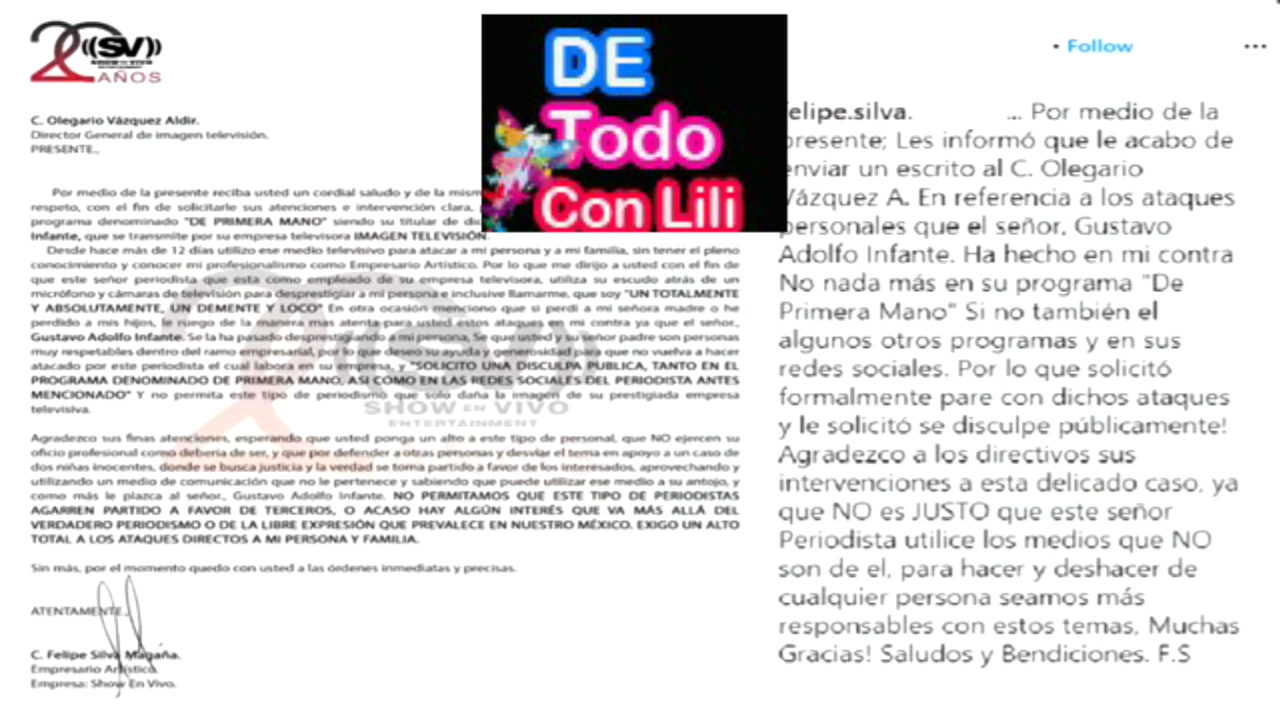 20 ((SV))
SHOW EN VIVO
ENTERTAINMENT
AÑOS
C. Olegario Vázquez Aldir.
Director General de imagen televisión.
PRESENTE.,
Por medio de la presente reciba usted un cordial saludo y de la mism
respeto, con el fin de solicitarle sus atenciones e intervención clara,
programa denominado "DE PRIMERA MANO" siendo su titular de dic
Infante, que se transmite por su empresa televisora IMAGEN TELEVISIÓN.
Desde hace más de 12 días utilizo ese medio televisivo para atacar a mi persona y a mi familia, sin tener el pleno
conocimiento y conocer mi profesionalismo como Empresario Artístico. Por lo que me dirijo a usted con el fin de
que este señor periodista que esta como empleado de su empresa televisora, utiliza su escudo atrás de un
micrófono y cámaras de televisión para desprestigiar a mi persona e inclusive llamarme, que soy "UN TOTALMENTE
Y ABSOLUTAMENTE, UN DEMENTE Y LOCO" En otra ocasión menciono que si perdí a mi señora madre o he
perdido a mis hijos, le ruego de la manera más atenta para usted estos ataques en mi contra ya que el señor.,
Gustavo Adolfo Infante. Se la ha pasado desprestigiando a mi persona, Se que usted y su señor padre son personas
muy respetables dentro del ramo empresarial, por lo que deseo su ayuda y generosidad para que no vuelva a hacer
atacado por este periodista el cual labora en su empresa, y "SOLICITO UNA DISCULPA PUBLICA, TANTO EN EL
PROGRAMA DENOMINADO DE PRIMERA MANO, ASI COMO EN LAS REDES SOCIALES DEL PERIODISTA ANTES
MENCIONADO" Y no permita este tipo de periodismo que solo daña la imagen de su prestigiada empresa
televisiva.
((SV))
SHOW EN VIVO
ENTERTAINMENT
Agradezco sus finas atenciones, esperando que usted ponga un alto a este tipo de personal, que NO ejercen su
oficio profesional como debería de ser, y que por defender a otras personas y desviar el tema en apoyo a un caso de
dos niñas inocentes, donde se busca justicia y la verdad se toma partido a favor de los interesados, aprovechando y
utilizando un medio de comunicación que no le pertenece y sabiendo que puede utilizar ese medio a su antojo, y
como más le plazca al señor., Gustavo Adolfo Infante. NO PERMITAMOS QUE ESTE TIPO DE PERIODISTAS
AGARREN PARTIDO A FAVOR DE TERCEROS, O ACASO HAY ALGÚN INTERÉS QUE VA MÁS ALLÁ DEL
VERDADERO PERIODISMO O DE LA LIBRE EXPRESIÓN QUE PREVALECE EN NUESTRO MÉXICO. EXIGO UN ALTO
TOTAL A LOS ATAQUES DIRECTOS A MI PERSONA Y FAMILIA.
Sin más, por el momento quedo con usted a las órdenes inmediatas y precisas.
ATENTAMENTE.,
C. Felipe Silva Magaña.
Empresario Artístico.
Empresa: Show En Vivo.
DE
Todo
Con Lili
• Follow ...
felipe.silva. ... Por medio de la
presente; Les informó que le acabo de
enviar un escrito al C. Olegario
Vázquez A. En referencia a los ataques
personales que el señor, Gustavo
Adolfo Infante. Ha hecho en mi contra
No nada más en su programa "De
Primera Mano" Si no también el
algunos otros programas y en sus
redes sociales. Por lo que solicitó
formalmente pare con dichos ataques
y le solicitó se disculpe públicamente!
Agradezco a los directivos sus
intervenciones a esta delicado caso, ya
que NO es JUSTO que este señor
Periodista utilice los medios que NO
son de el, para hacer y deshacer de
cualquier persona seamos más
responsables con estos temas, Muchas
Gracias! Saludos y Bendiciones. F.S